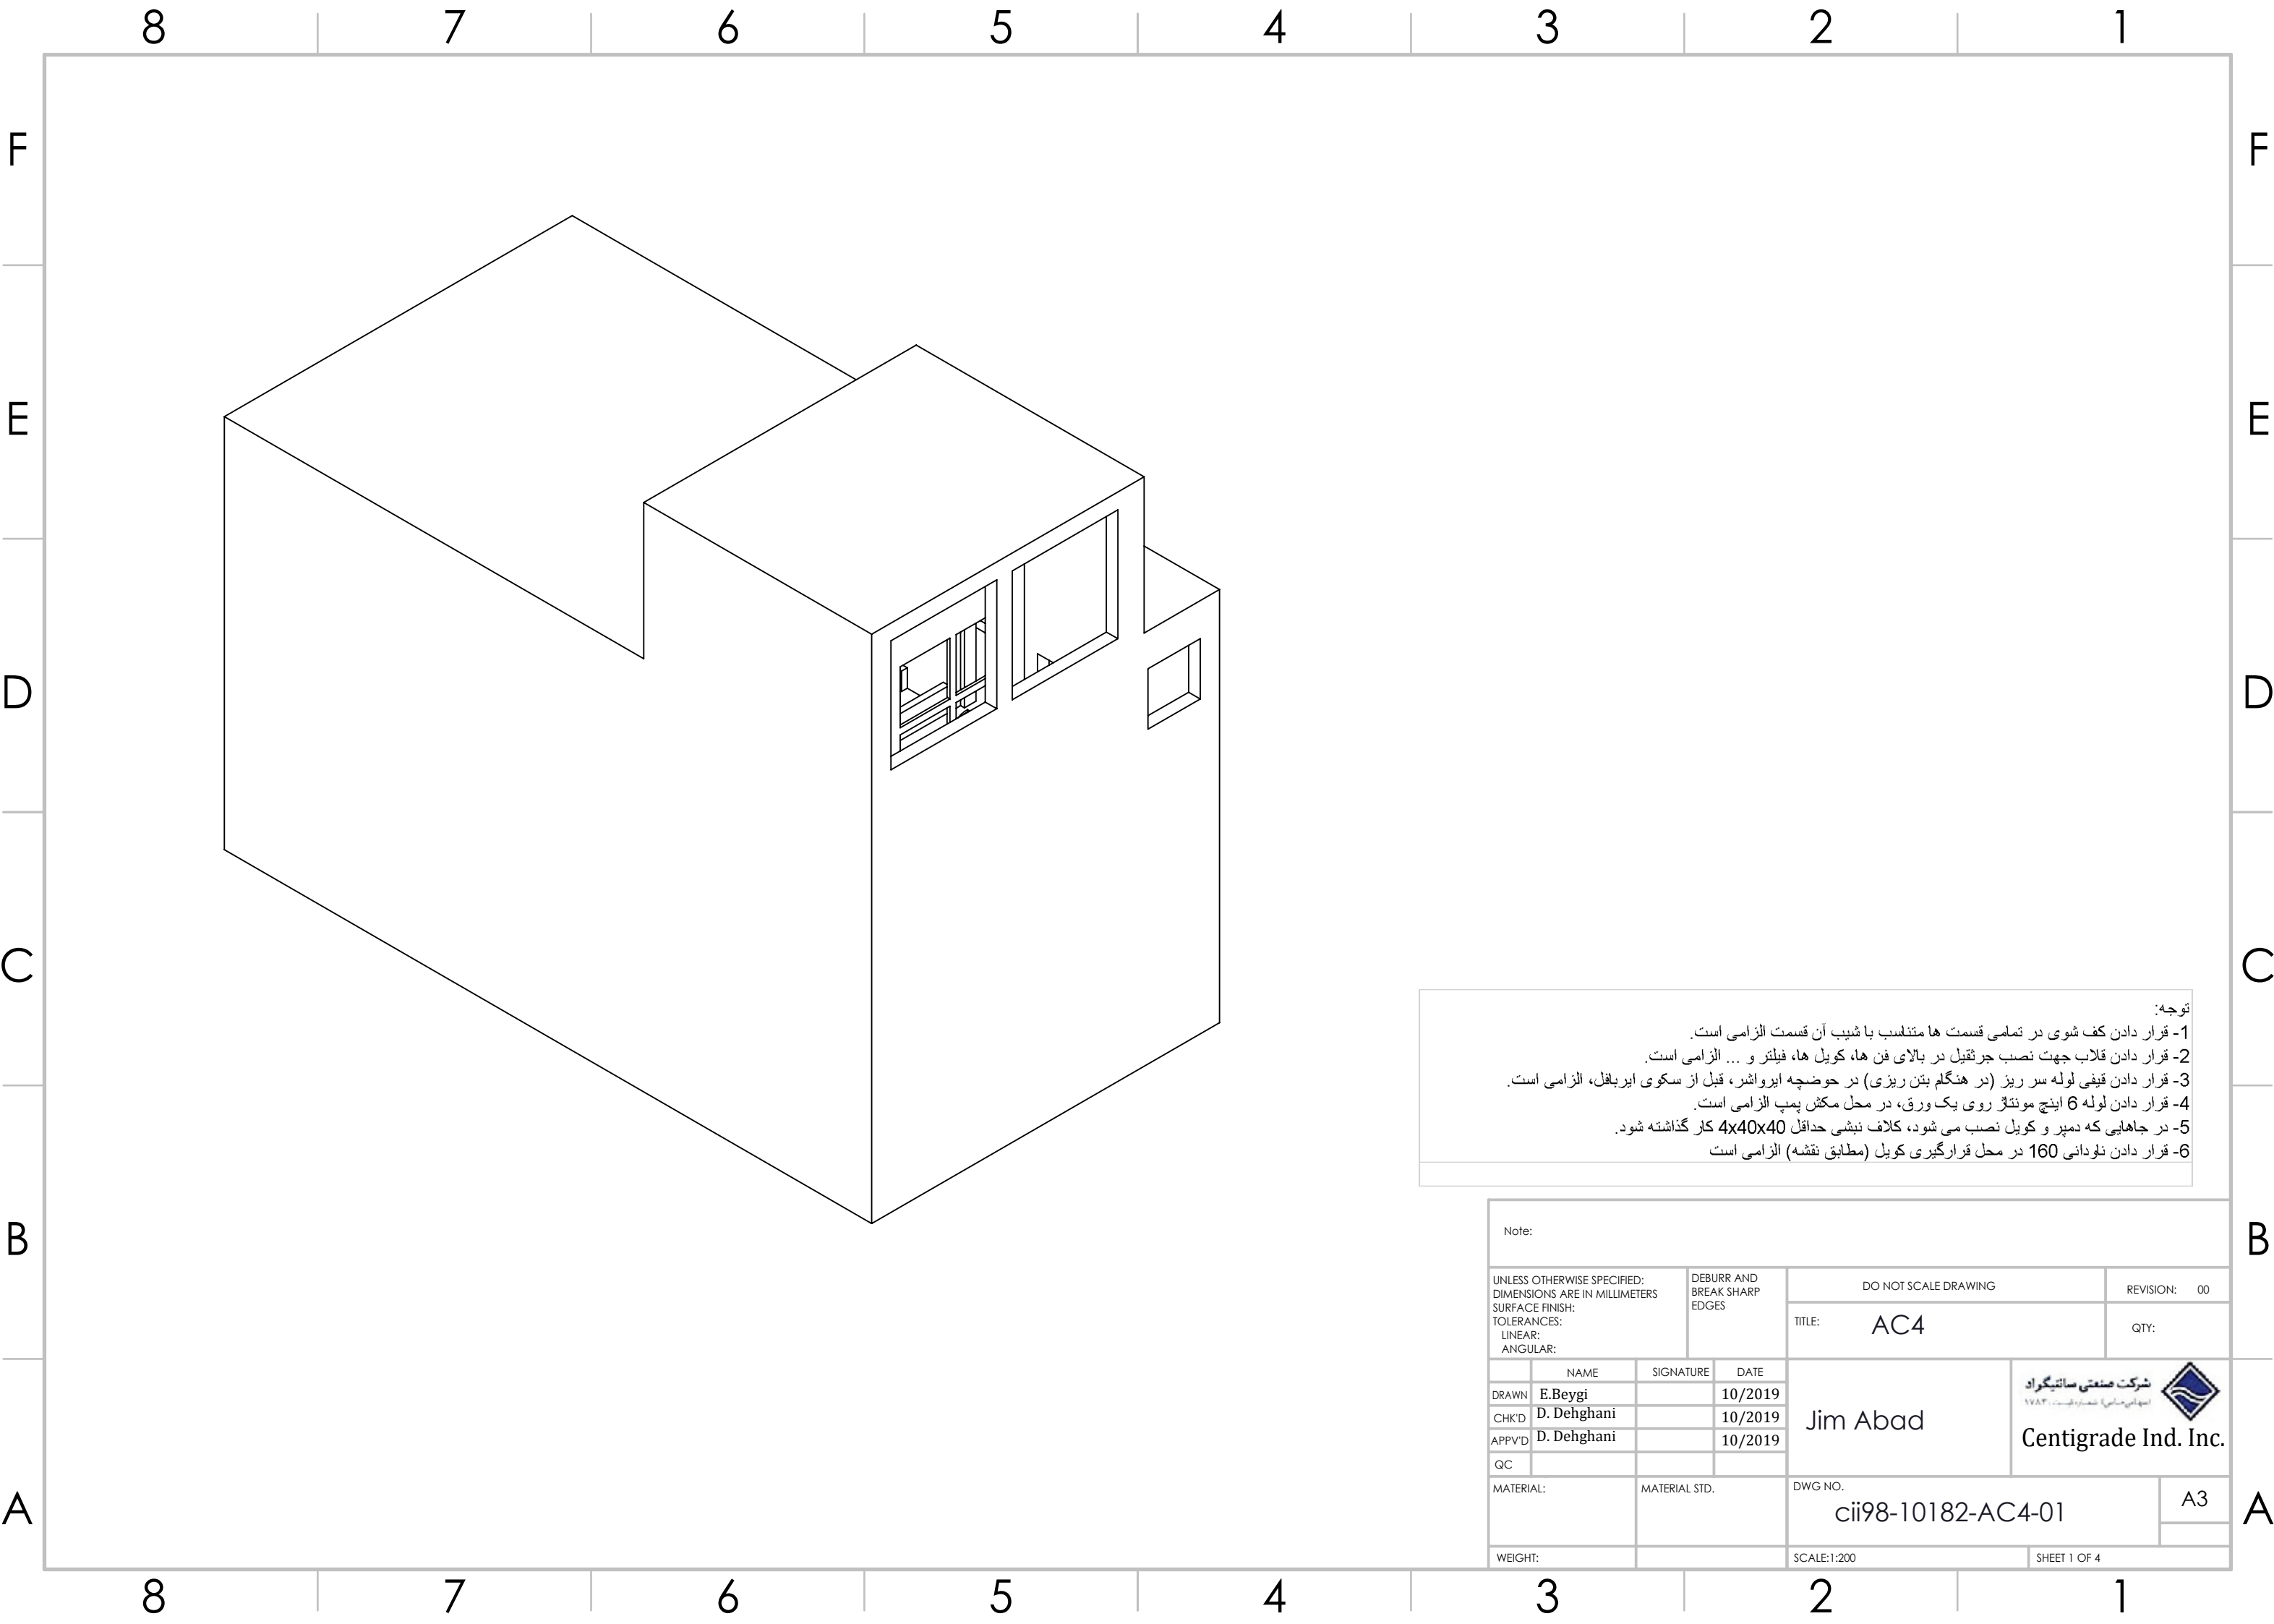 8 7 6 5 4 3 2 1
F F
E E
D D
C C
توجه:
1- قرار دادن کف شوی در تمامی قسمت ها متناسب با شیب آن قسمت الزامی است.
2- قرار دادن قلاب جهت نصب جرثقیل در بالای فن ها، کویل ها، فیلتر و ... الزامی است.
3- قرار دادن قیفی لوله سر ریز (در هنگام بتن ریزی) در حوضچه ایرواشر، قبل از سکوی ایربافل، الزامی است.
4- قرار دادن لوله 6 اینچ مونتاژ روی یک ورق، در محل مکش پمپ الزامی است.
5- در جاهایی که دمپر و کویل نصب می شود، کلاف نبشی حداقل 4x40x40 کار گذاشته شود.
6- قرار دادن ناودانی 160 در محل قرارگیری کویل (مطابق نقشه) الزامی است
B B
Note:
UNLESS OTHERWISE SPECIFIED:
DIMENSIONS ARE IN MILLIMETERS
SURFACE FINISH:
TOLERANCES:
LINEAR:
ANGULAR:
DEBURR AND
BREAK SHARP
EDGES
DO NOT SCALE DRAWING
REVISION: 00
TITLE: AC4
QTY:
NAME SIGNATURE DATE
DRAWN E.Beygi 10/2019
CHK'D D. Dehghani 10/2019
APPV'D D. Dehghani 10/2019
QC
Jim Abad
شرکت صنعتی سانتیگراد
Centigrade Ind. Inc.
MATERIAL:
MATERIAL STD.
DWG NO.
cii98-10182-AC4-01
A3
A A
WEIGHT:
SCALE:1:200
SHEET 1 OF 4
8 7 6 5 4 3 2 1